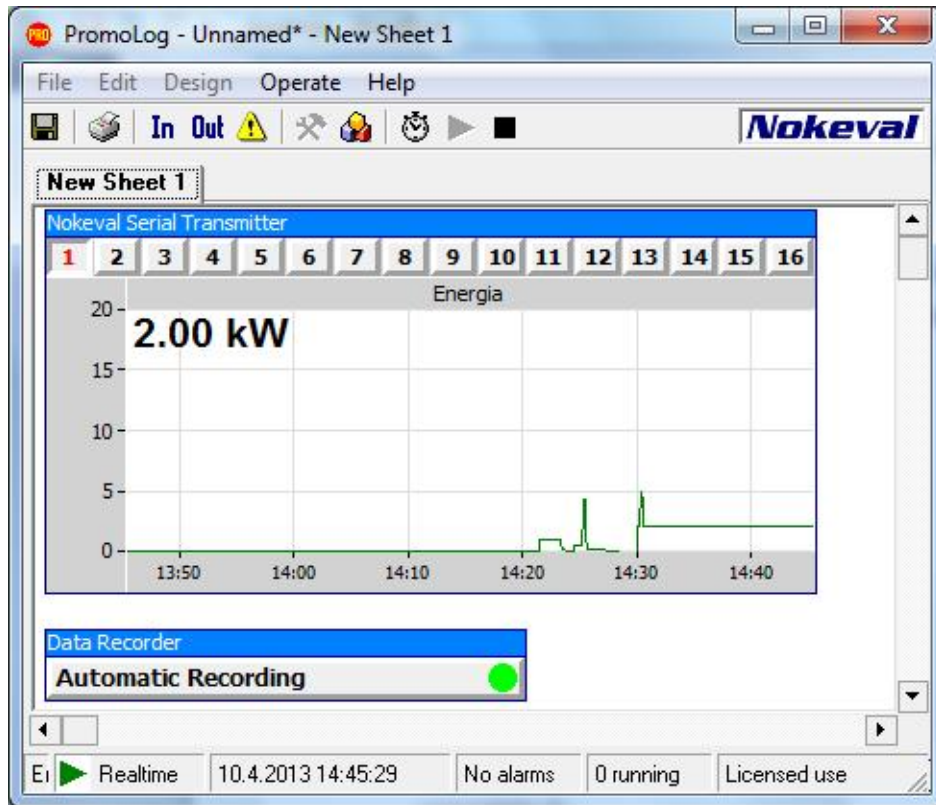 PromoLog - Unnamed* - New Sheet 1
File Edit Design Operate Help
In Out Nokeval
New Sheet 1
Nokeval Serial Transmitter
1 2 3 4 5 6 7 8 9 10 11 12 13 14 15 16
Energia
20
2.00 kW
15
10
5
0
13:50 14:00 14:10 14:20 14:30 14:40
Data Recorder
Automatic Recording
Realtime 10.4.2013 14:45:29 No alarms 0 running Licensed use